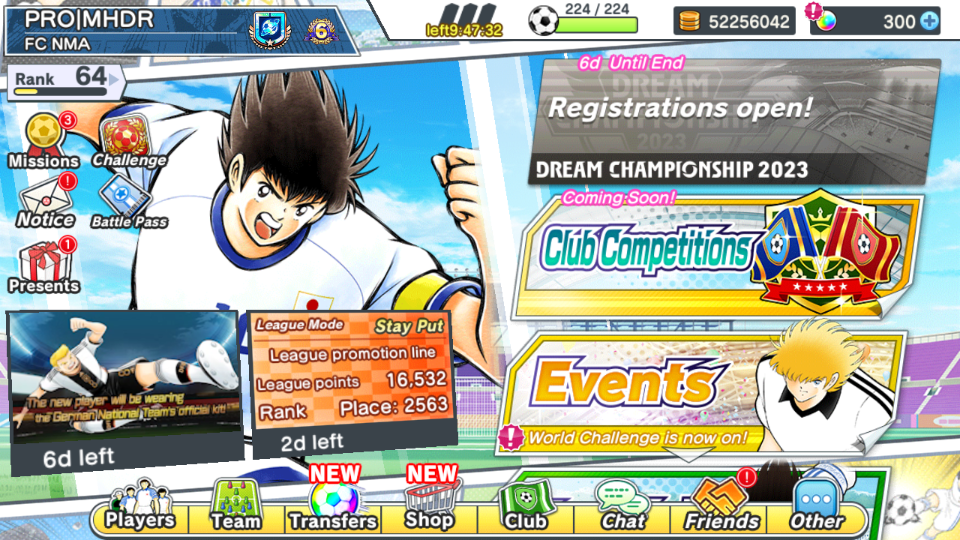 PRO|MHDR
FC NMA
6
left9:47:32
224 / 224
52256042
300
Rank 64
3
Missions
Challenge
Notice
Battle Pass
1
Presents
6d Until End
DREAM
CHAMPIONSHIP
2023
Registrations open!
DREAM CHAMPIONSHIP 2023
Coming Soon!
Club Competitions
Events
World Challenge is now on!
The new player will be wearing
the German National Team's official kit!
6d left
League Mode Stay Put
League promotion line
League points 16,532
Rank Place: 2563
2d left
NEW
NEW
Players
Team
Transfers
Shop
Club
Chat
Friends
Other